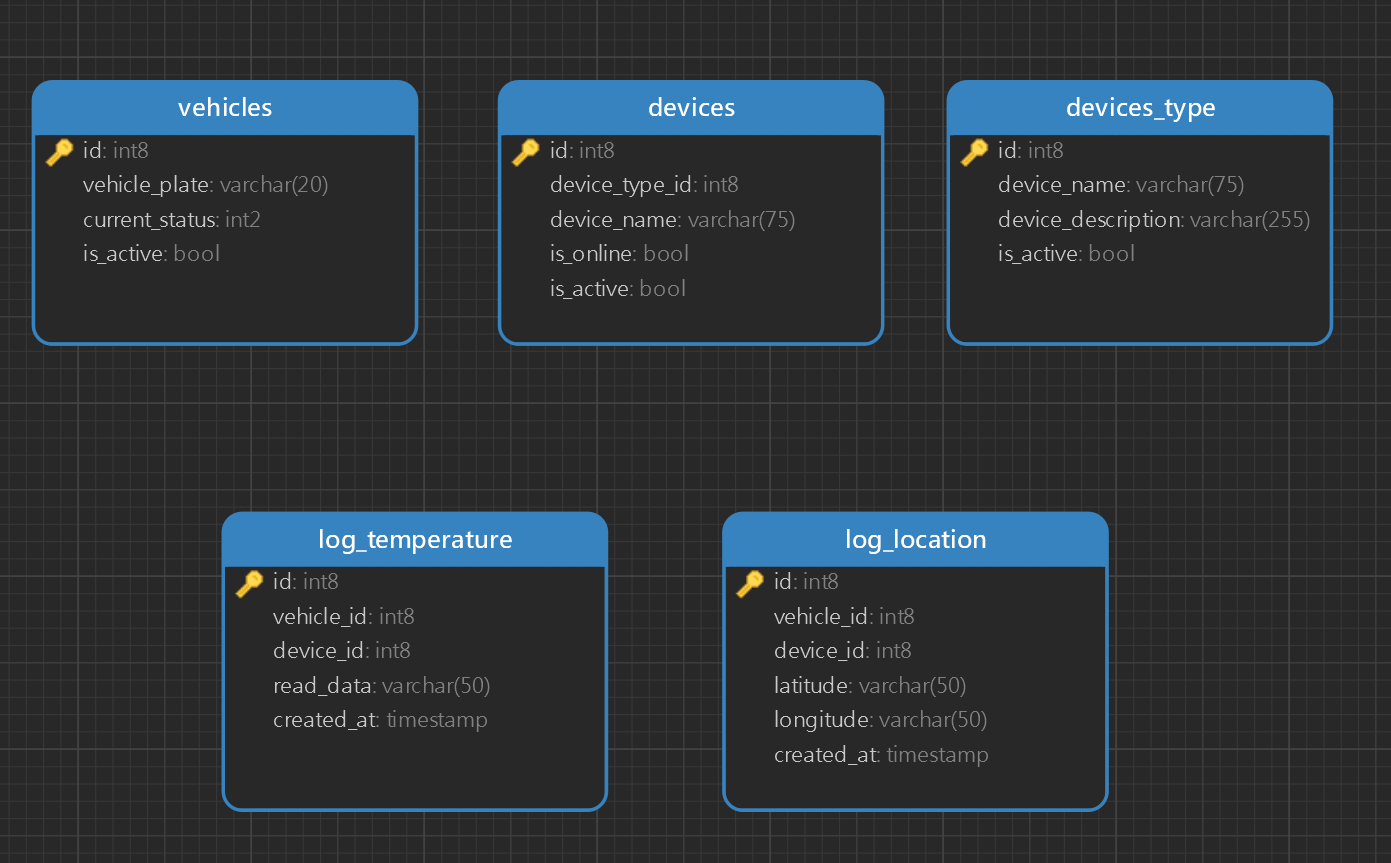 vehicles
id: int8
vehicle_plate: varchar(20)
current_status: int2
is_active: bool
devices
id: int8
device_type_id: int8
device_name: varchar(75)
is_online: bool
is_active: bool
devices_type
id: int8
device_name: varchar(75)
device_description: varchar(255)
is_active: bool
log_temperature
id: int8
vehicle_id: int8
device_id: int8
read_data: varchar(50)
created_at: timestamp
log_location
id: int8
vehicle_id: int8
device_id: int8
latitude: varchar(50)
longitude: varchar(50)
created_at: timestamp